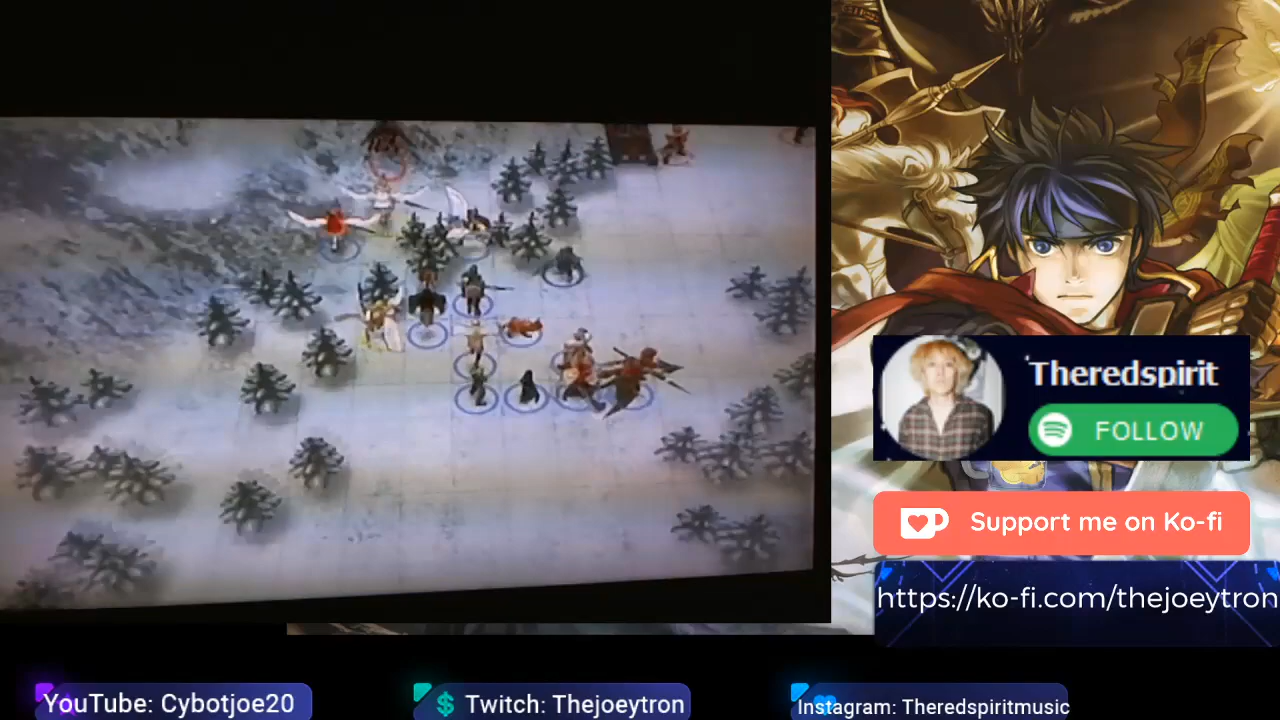 Theredspirit
FOLLOW
Support me on Ko-fi
https://ko-fi.com/thejoeytron
YouTube: Cybotjoe20
Twitch: Thejoeytron
Instagram: Theredspiritmusic